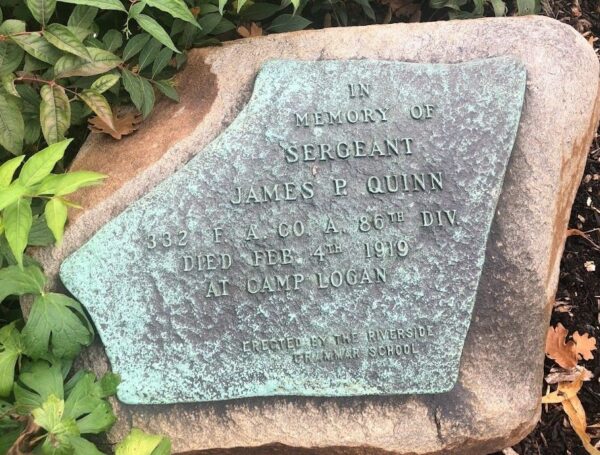 IN
MEMORY OF
SERGEANT
JAMES P. QUINN
332 F. A. CO. A. 86TH DIV.
DIED FEB. 4TH 1919
AT CAMP LOGAN
ERECTED BY THE RIVERSIDE
GRAMMAR SCHOOL